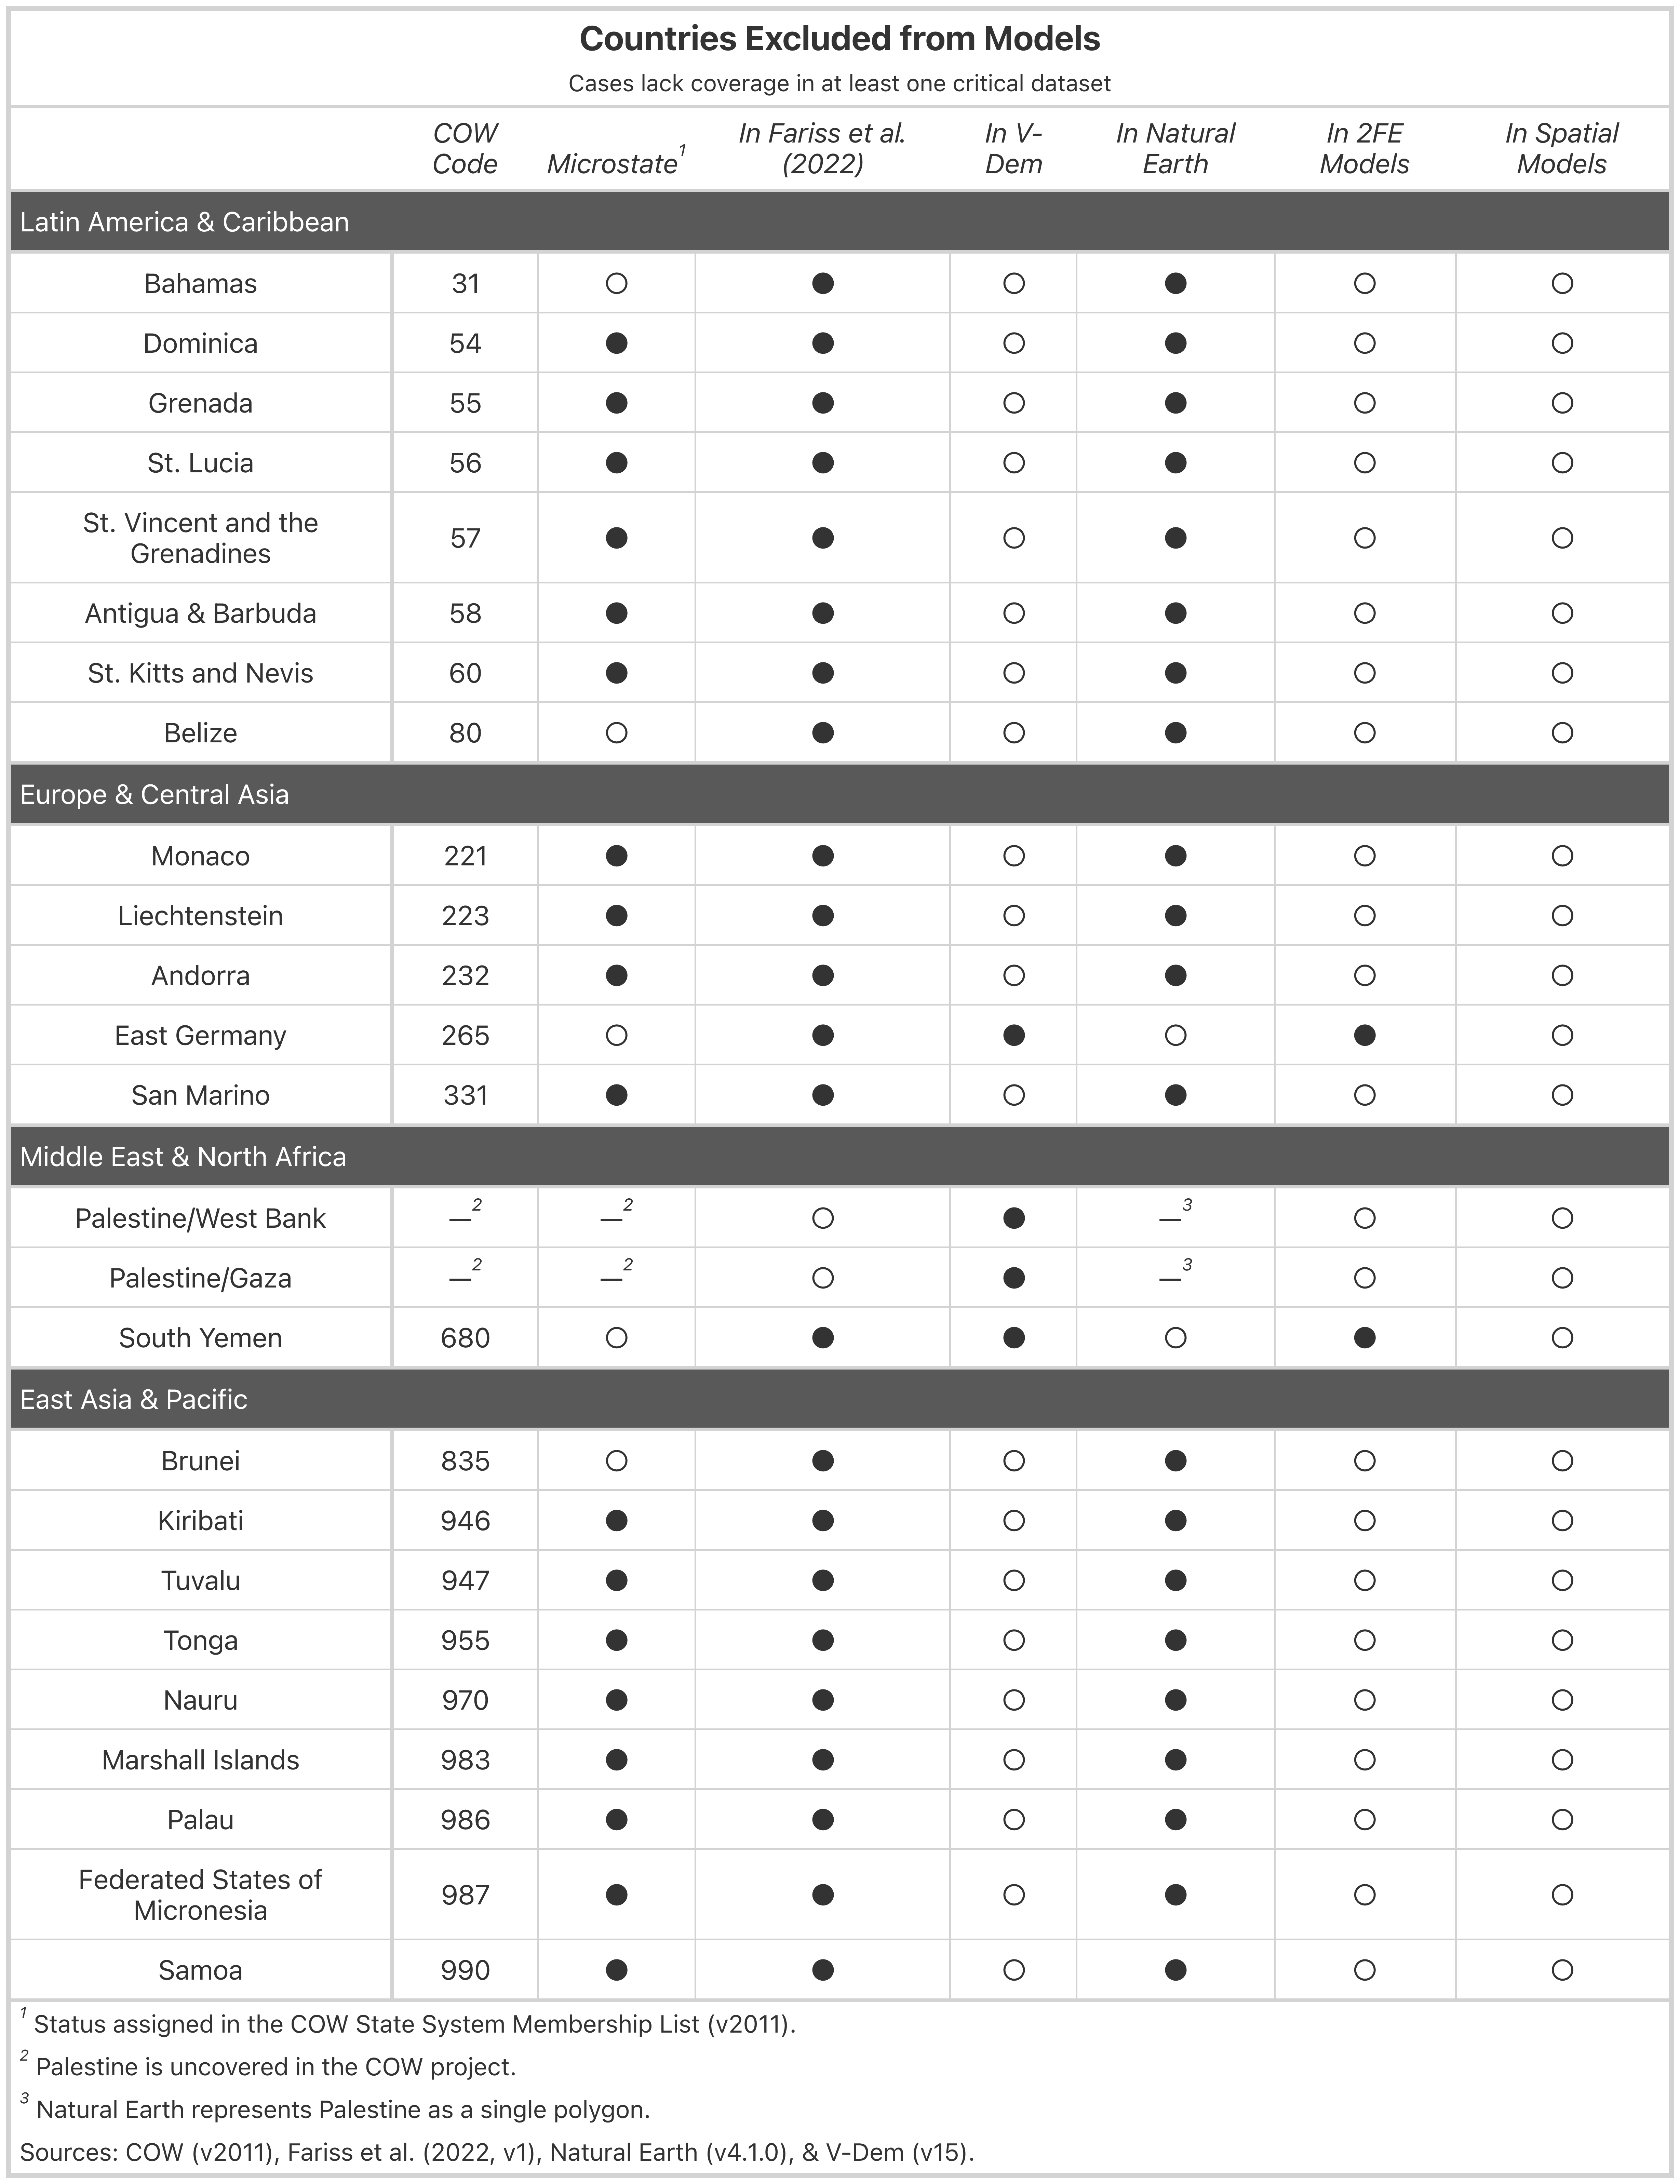 Countries Excluded from Models
Cases lack coverage in at least one critical dataset
COW Code Microstate1 In Fariss et al. (2022) In V-Dem In Natural Earth In 2FE Models In Spatial Models
Latin America & Caribbean
Bahamas 31 ○ ● ○ ● ○ ○
Dominica 54 ● ● ○ ● ○ ○
Grenada 55 ● ● ○ ● ○ ○
St. Lucia 56 ● ● ○ ● ○ ○
St. Vincent and the Grenadines 57 ● ● ○ ● ○ ○
Antigua & Barbuda 58 ● ● ○ ● ○ ○
St. Kitts and Nevis 60 ● ● ○ ● ○ ○
Belize 80 ○ ● ○ ● ○ ○
Europe & Central Asia
Monaco 221 ● ● ○ ● ○ ○
Liechtenstein 223 ● ● ○ ● ○ ○
Andorra 232 ● ● ○ ● ○ ○
East Germany 265 ○ ● ● ○ ● ○
San Marino 331 ● ● ○ ● ○ ○
Middle East & North Africa
Palestine/West Bank —2 —2 ○ ● —3 ○ ○
Palestine/Gaza —2 —2 ○ ● —3 ○ ○
South Yemen 680 ○ ● ● ○ ● ○
East Asia & Pacific
Brunei 835 ○ ● ○ ● ○ ○
Kiribati 946 ● ● ○ ● ○ ○
Tuvalu 947 ● ● ○ ● ○ ○
Tonga 955 ● ● ○ ● ○ ○
Nauru 970 ● ● ○ ● ○ ○
Marshall Islands 983 ● ● ○ ● ○ ○
Palau 986 ● ● ○ ● ○ ○
Federated States of Micronesia 987 ● ● ○ ● ○ ○
Samoa 990 ● ● ○ ● ○ ○
1 Status assigned in the COW State System Membership List (v2011).
2 Palestine is uncovered in the COW project.
3 Natural Earth represents Palestine as a single polygon.
Sources: COW (v2011), Fariss et al. (2022, v1), Natural Earth (v4.1.0), & V-Dem (v15).